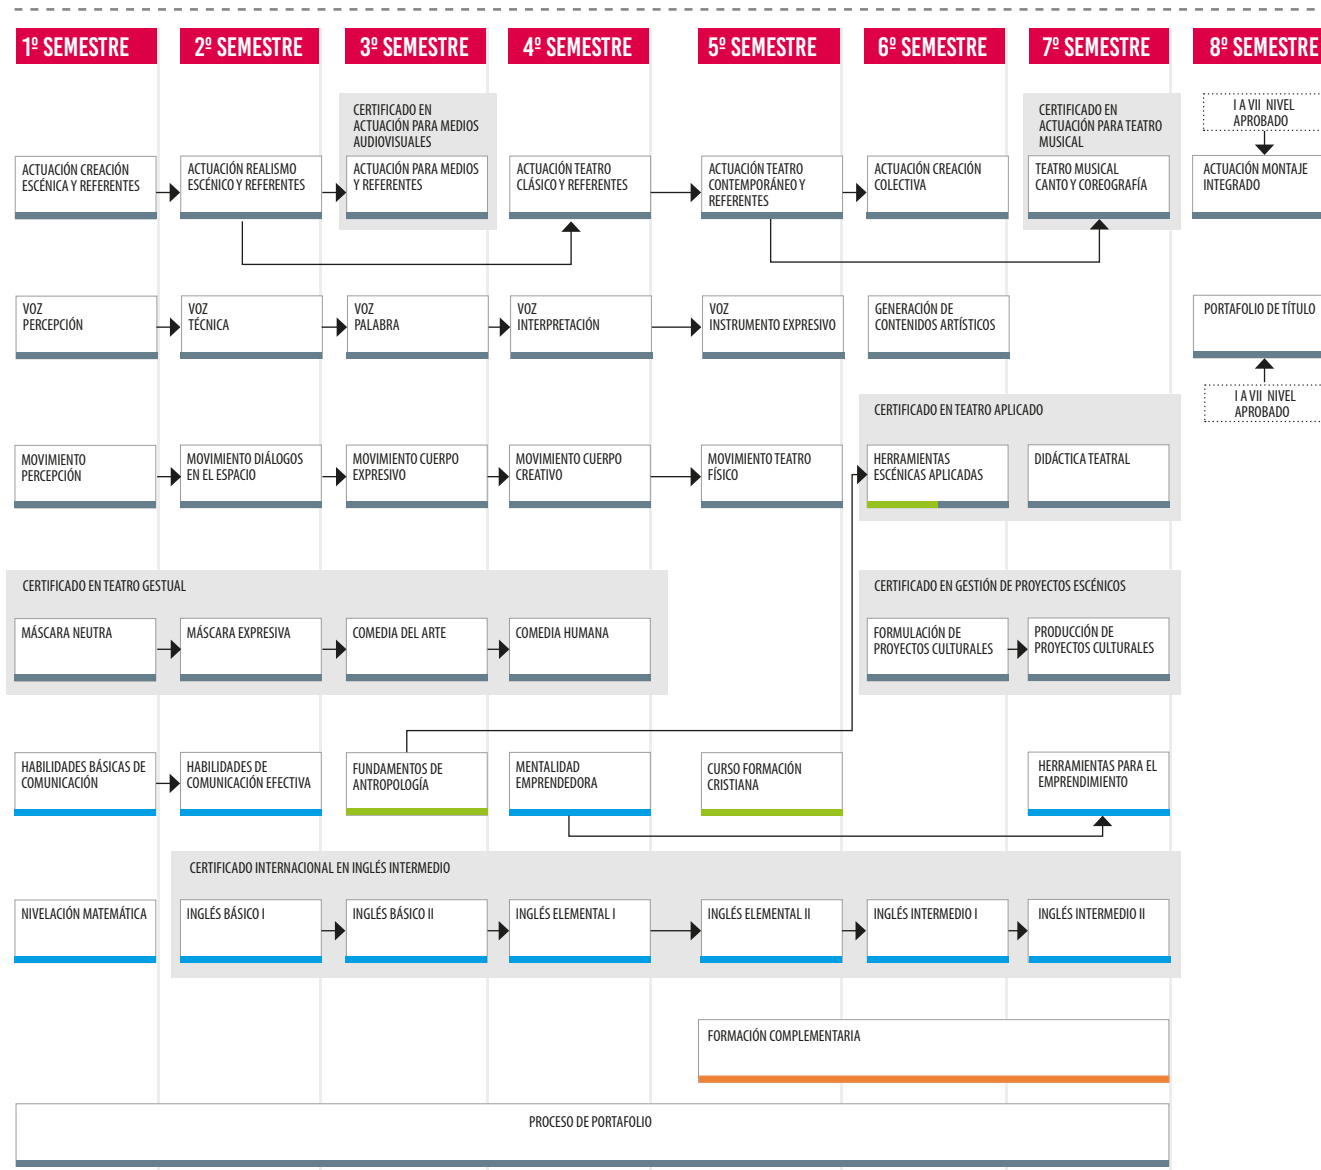 1º SEMESTRE
2º SEMESTRE
3º SEMESTRE
4º SEMESTRE
5º SEMESTRE
6º SEMESTRE
7º SEMESTRE
8º SEMESTRE
CERTIFICADO EN
ACTUACIÓN PARA MEDIOS
AUDIOVISUALES
CERTIFICADO EN
ACTUACIÓN PARA TEATRO
MUSICAL
I A VII NIVEL
APROBADO
ACTUACIÓN CREACIÓN
ESCÉNICA Y REFERENTES
ACTUACIÓN REALISMO
ESCÉNICO Y REFERENTES
ACTUACIÓN PARA MEDIOS
Y REFERENTES
ACTUACIÓN TEATRO
CLÁSICO Y REFERENTES
ACTUACIÓN TEATRO
CONTEMPORÁNEO Y
REFERENTES
ACTUACIÓN CREACIÓN
COLECTIVA
TEATRO MUSICAL
CANTO Y COREOGRAFÍA
ACTUACIÓN MONTAJE
INTEGRADO
VOZ
PERCEPCIÓN
VOZ
TÉCNICA
VOZ
PALABRA
VOZ
INTERPRETACIÓN
VOZ
INSTRUMENTO EXPRESIVO
GENERACIÓN DE
CONTENIDOS ARTÍSTICOS
PORTAFOLIO DE TÍTULO
I A VII NIVEL
APROBADO
CERTIFICADO EN TEATRO APLICADO
MOVIMIENTO
PERCEPCIÓN
MOVIMIENTO DIÁLOGOS
EN EL ESPACIO
MOVIMIENTO CUERPO
EXPRESIVO
MOVIMIENTO CUERPO
CREATIVO
MOVIMIENTO TEATRO
FÍSICO
HERRAMIENTAS
ESCÉNICAS APLICADAS
DIDÁCTICA TEATRAL
CERTIFICADO EN TEATRO GESTUAL
CERTIFICADO EN GESTIÓN DE PROYECTOS ESCÉNICOS
MÁSCARA NEUTRA
MÁSCARA EXPRESIVA
COMEDIA DEL ARTE
COMEDIA HUMANA
FORMULACIÓN DE
PROYECTOS CULTURALES
PRODUCCIÓN DE
PROYECTOS CULTURALES
HABILIDADES BÁSICAS DE
COMUNICACIÓN
HABILIDADES DE
COMUNICACIÓN EFECTIVA
FUNDAMENTOS DE
ANTROPOLOGÍA
MENTALIDAD
EMPRENDEDORA
CURSO FORMACIÓN
CRISTIANA
HERRAMIENTAS PARA EL
EMPRENDIMIENTO
CERTIFICADO INTERNACIONAL EN INGLÉS INTERMEDIO
NIVELACIÓN MATEMÁTICA
INGLÉS BÁSICO I
INGLÉS BÁSICO II
INGLÉS ELEMENTAL I
INGLÉS ELEMENTAL II
INGLÉS INTERMEDIO I
INGLÉS INTERMEDIO II
FORMACIÓN COMPLEMENTARIA
PROCESO DE PORTAFOLIO